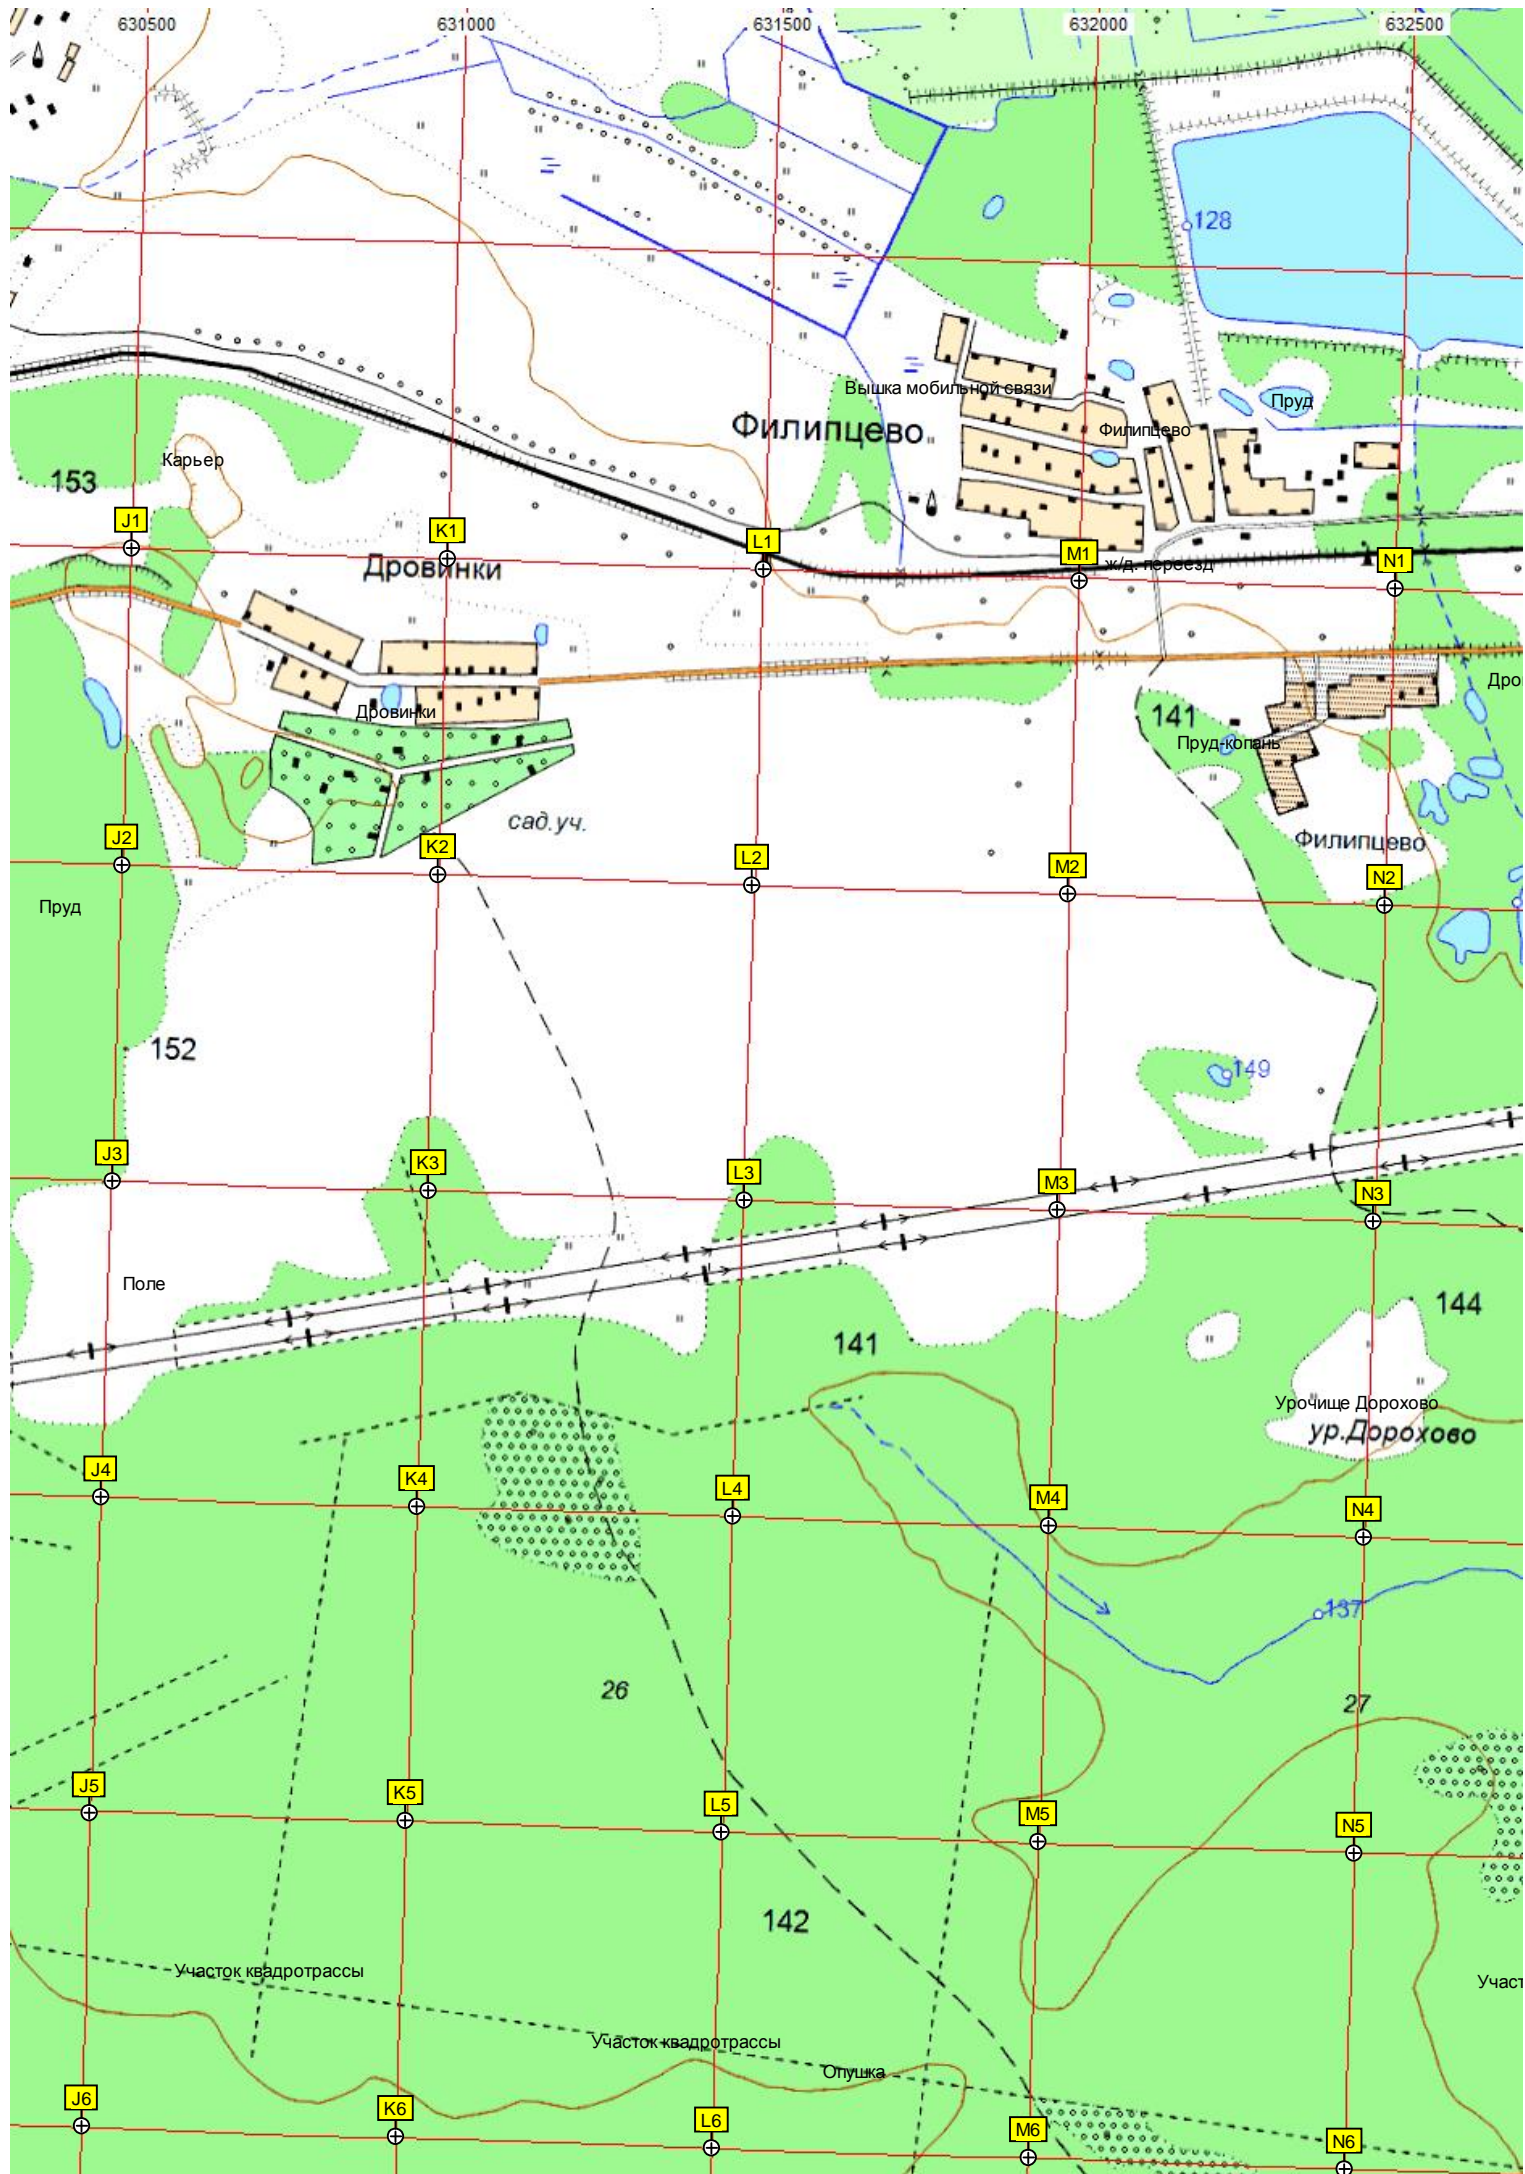 630500 631000 631500 632000 632500
128
Вышка мобильной связи
Пруд
Филипцево
Филипцево
Карьер
153
J1
K1
L1
M1
N1
ж/д. переезд
Дровинки
Дро
Дровинки
141
Пруд-копань
сад.уч.
Филипцево
J2
K2
L2
M2
N2
Пруд
152
149
J3
K3
L3
M3
N3
Поле
144
141
Урочище Дорохово
ур.Дорохово
J4
K4
L4
M4
N4
137
26
27
J5
K5
L5
M5
N5
142
Участок квадротрассы
Участ
Участок квадротрассы
Опушка
J6
K6
L6
M6
N6